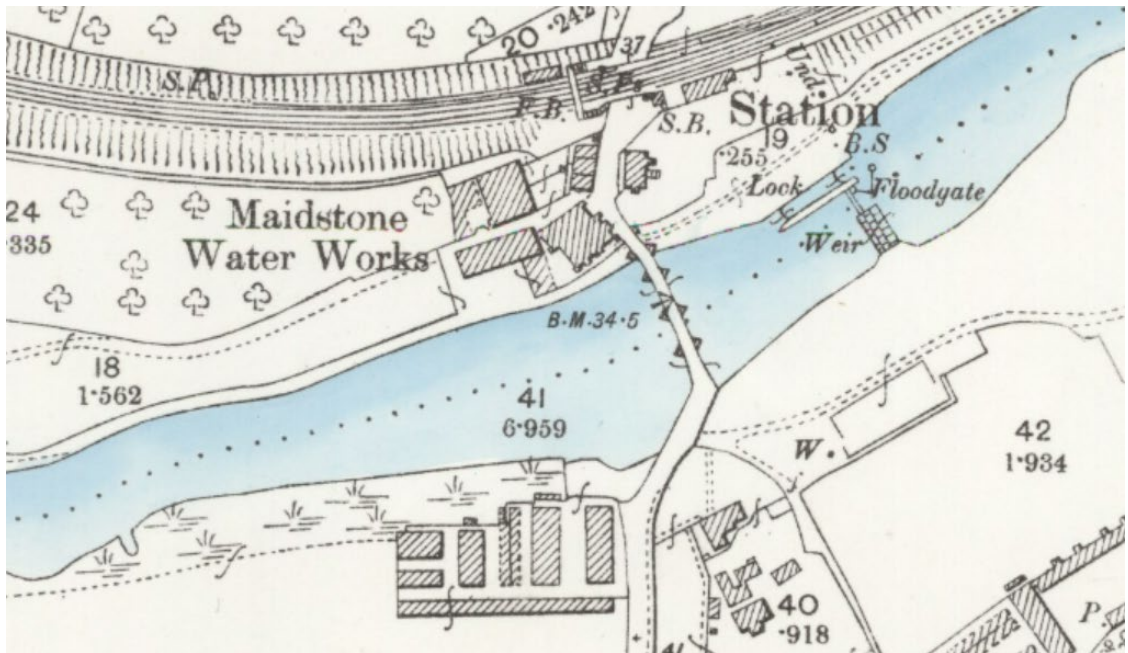 20
·242
37
S.P.
F.B.
S.B.
Und.
Station
19
·255
B.S
Lock
Floodgate
Weir
24
·335
Maidstone
Water Works
B.M.34·5
18
1·562
41
6·959
42
1·934
W.
40
·918
41
P.